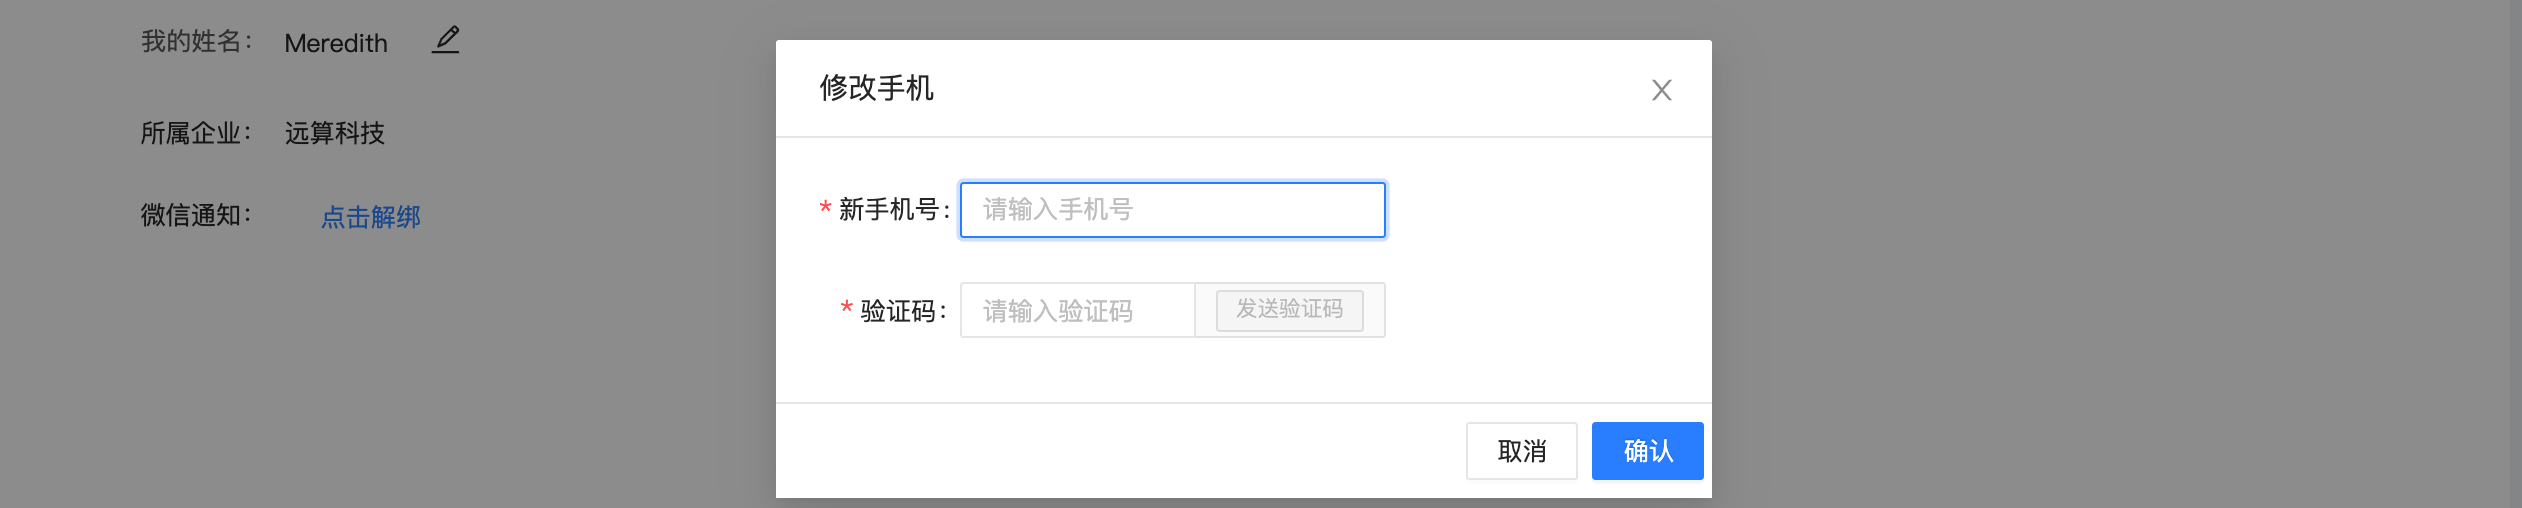 我的姓名： Meredith
所属企业： 远算科技
微信通知： 点击解绑
修改手机
* 新手机号: 请输入手机号
* 验证码: 请输入验证码 发送验证码
取消 确认